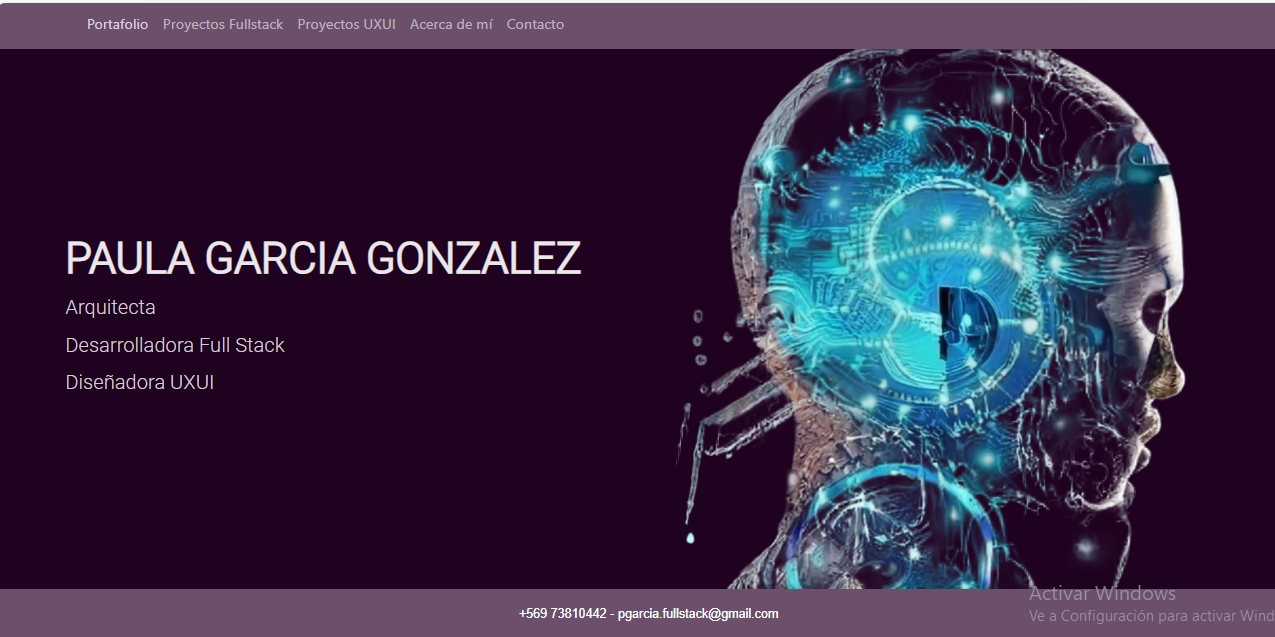 Portafolio Proyectos Fullstack Proyectos UXUI Acerca de mí Contacto
PAULA GARCIA GONZALEZ
Arquitecta
Desarrolladora Full Stack
Diseñadora UXUI
+569 73810442 - pgarcia.fullstack@gmail.com
Activar Windows
Ve a Configuración para activar Wind